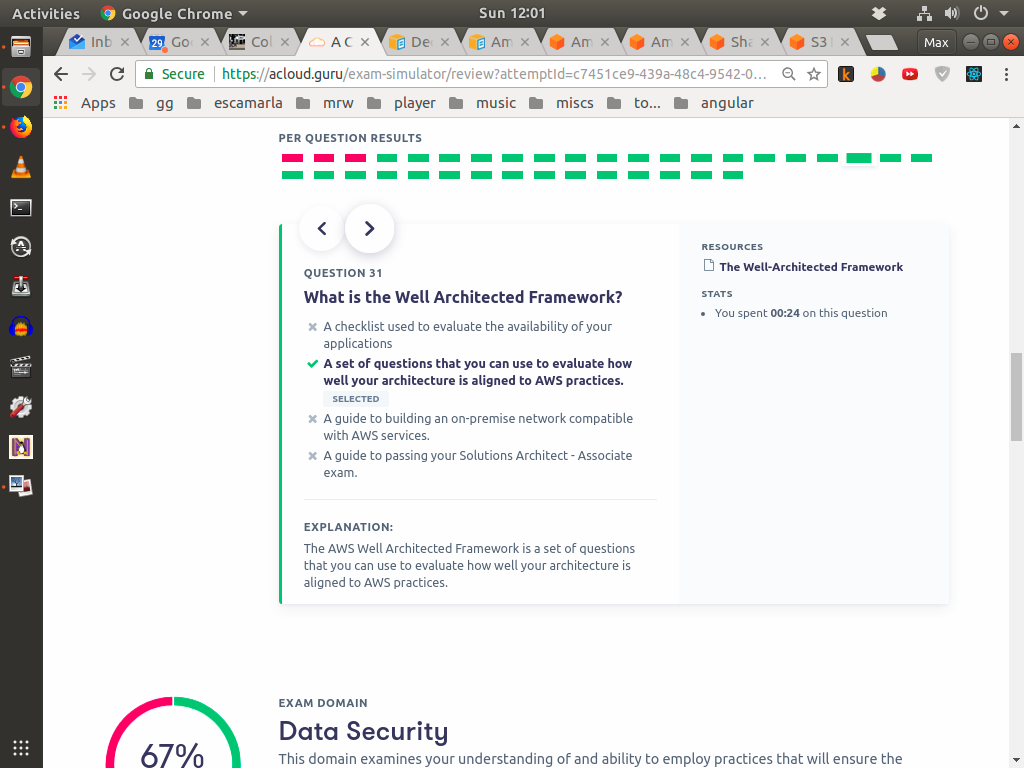 Activities
Google Chrome
Sun 12:01
Inb
29
Go
Col
A C
De
Am
Am
Am
Sha
S3
Max
Secure
https://acloud.guru/exam-simulator/review?attemptId=c7451ce9-439a-48c4-9542-0...
Apps
gg
escamarla
mrw
player
music
miscs
to...
angular
PER QUESTION RESULTS
QUESTION 31
What is the Well Architected Framework?
A checklist used to evaluate the availability of your
applications
A set of questions that you can use to evaluate how
well your architecture is aligned to AWS practices.
SELECTED
A guide to building an on-premise network compatible
with AWS services.
A guide to passing your Solutions Architect - Associate
exam.
EXPLANATION:
The AWS Well Architected Framework is a set of questions
that you can use to evaluate how well your architecture is
aligned to AWS practices.
RESOURCES
The Well-Architected Framework
STATS
You spent 00:24 on this question
67%
EXAM DOMAIN
Data Security
This domain examines your understanding of and ability to employ practices that will ensure the